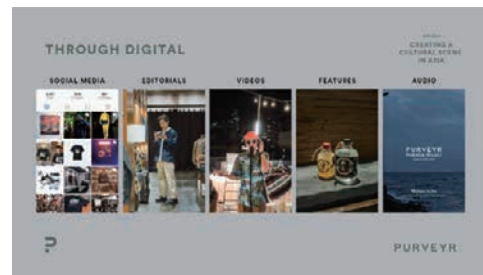 THROUGH DIGITAL
CREATING A
CULTURAL SCENE
IN ASIA
SOCIAL MEDIA
EDITORIALS
VIDEOS
FEATURES
AUDIO
PURVEYR
?
PURVEYR